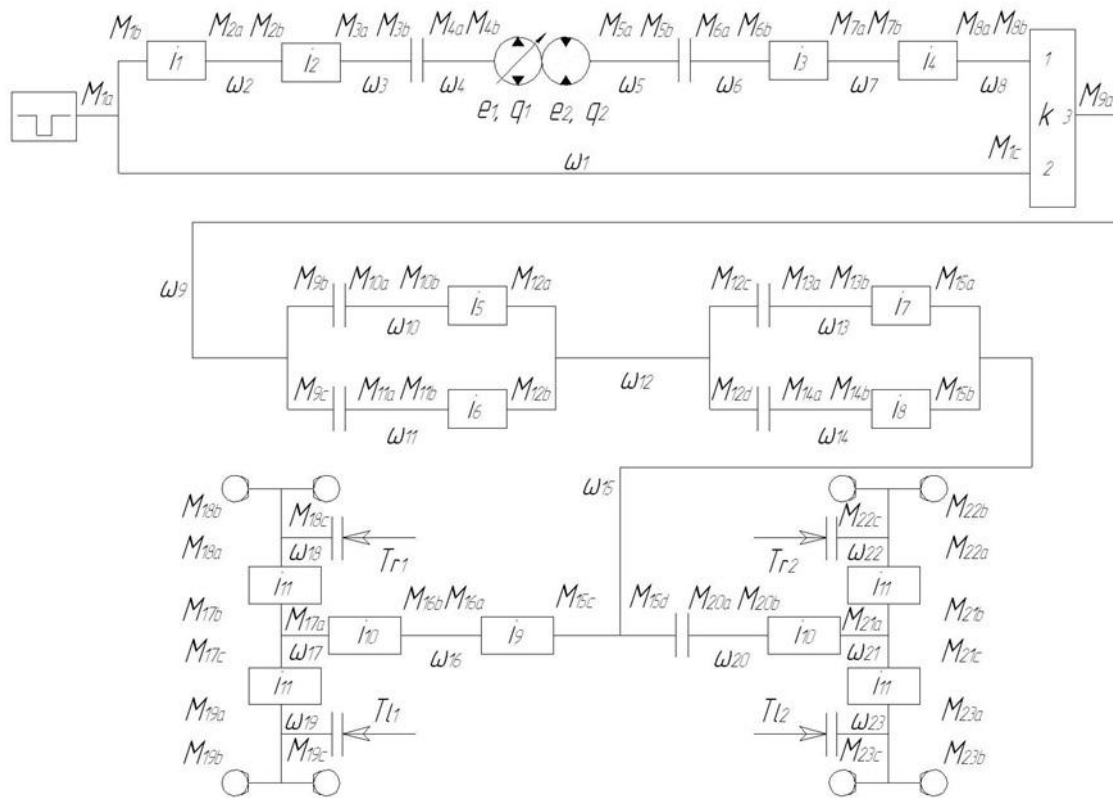 M1b M2a M2b M3a M3b M4a M4b M5a M5b M6a M6b M7a M7b M8a M8b
i1 i2 i3 i4 1
M1a ω2 ω3 ω4 ω5 ω6 ω7 ω8 M9a
e1, q1 e2, q2 k 3
M1c
ω1 2
ω9 M9b M10a M10b M12a M12c M13a M13b M15a
i5 i7
ω10 ω13
M9c M11a M11b M12b ω12 M12d M14a M14b M15b
i6 i8
ω11 ω14
ω15
M18b M18c M22c M22b
M18a ω18 Tr1 Tr2 ω22 M22a
i11 i11
M17b M17a M16b M16a M15c M15d M20a M20b M21a M21b
i10 i9 i10
M17c ω17 ω16 ω20 ω21 M21c
i11 i11
M19a ω19 Tl1 Tl2 ω23 M23a
M19b M19c M23c M23b